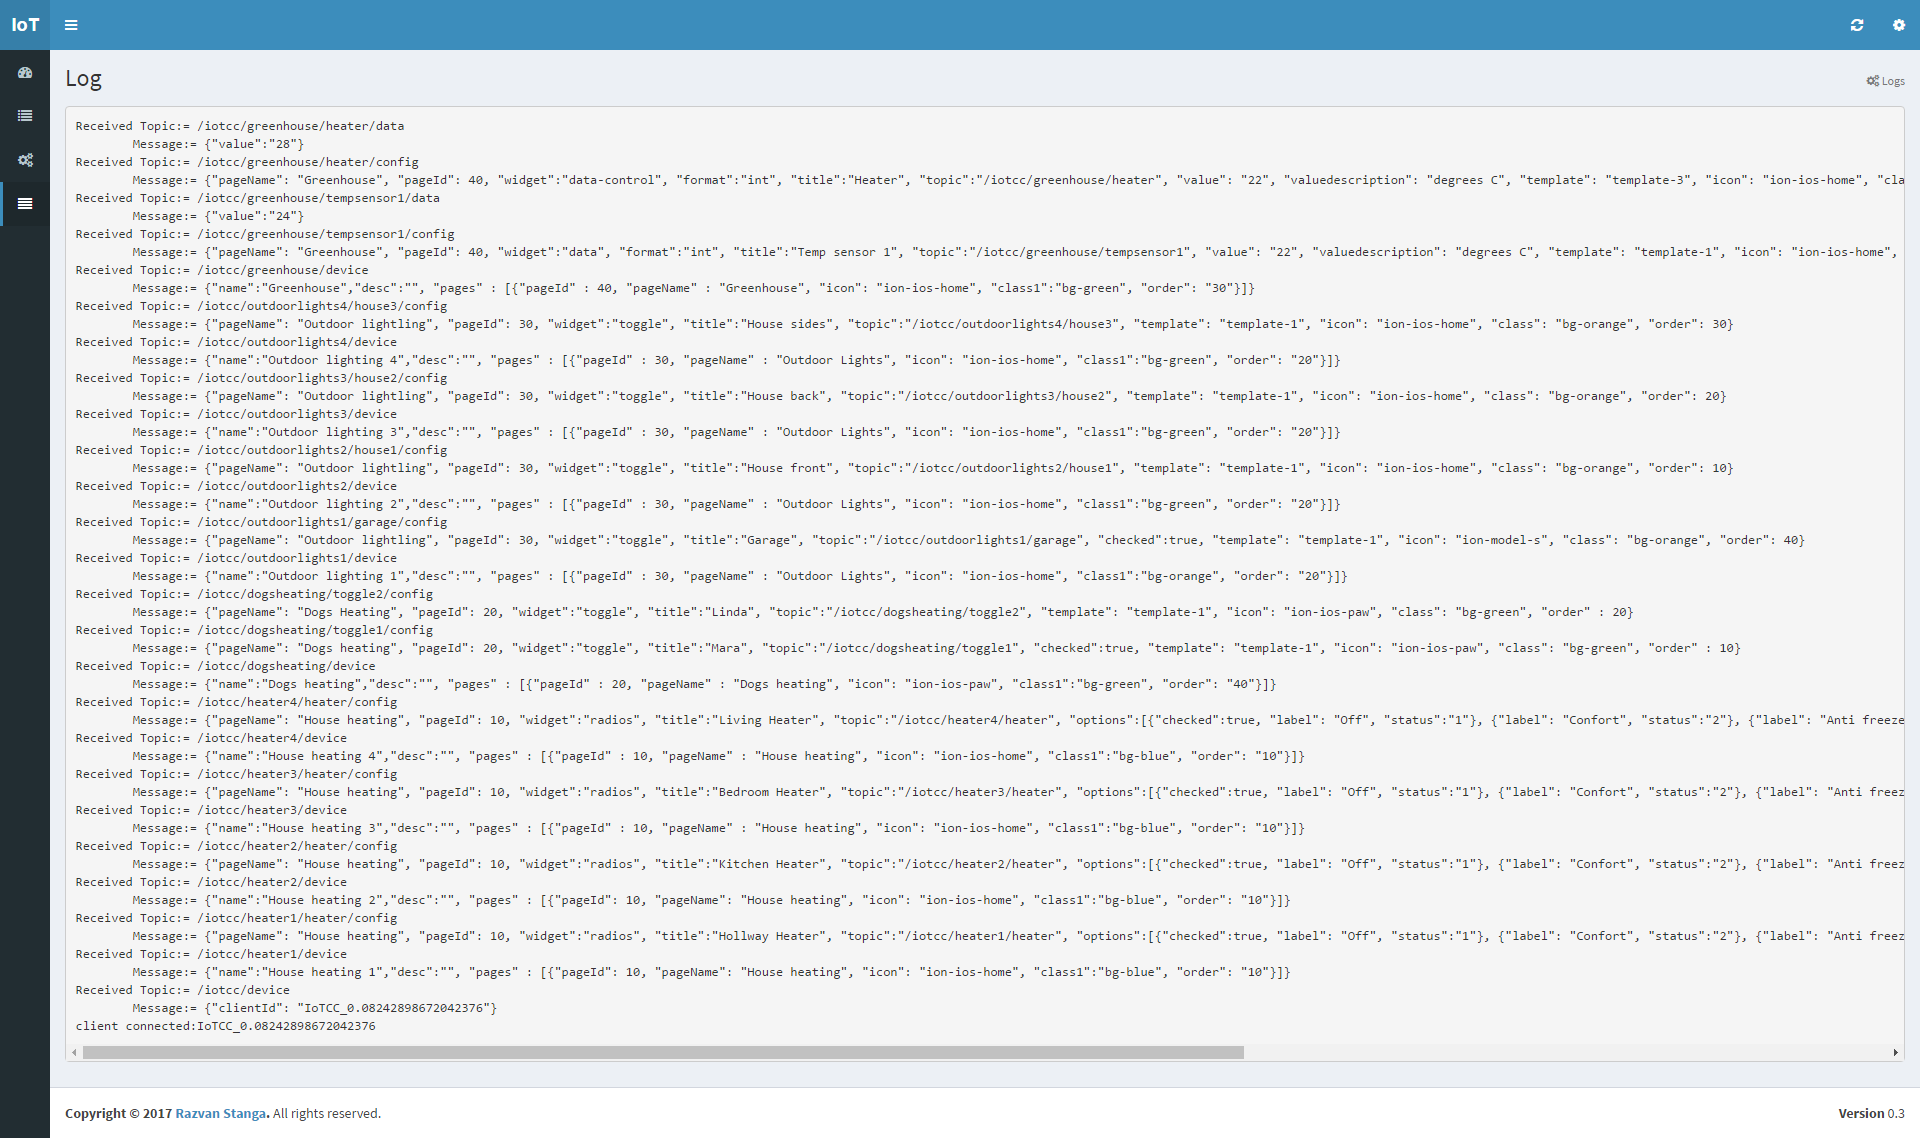 IoT
Log
Logs
Received Topic:= /iotcc/greenhouse/heater/data
Message:= {"value":"28"}
Received Topic:= /iotcc/greenhouse/heater/config
Message:= {"pageName": "Greenhouse", "pageId": 40, "widget":"data-control", "format":"int", "title":"Heater", "topic":"/iotcc/greenhouse/heater", "value": "22", "valuedescription": "degrees C", "template": "template-3", "icon": "ion-ios-home", "cla
Received Topic:= /iotcc/greenhouse/tempsensor1/data
Message:= {"value":"24"}
Received Topic:= /iotcc/greenhouse/tempsensor1/config
Message:= {"pageName": "Greenhouse", "pageId": 40, "widget":"data", "format":"int", "title":"Temp sensor 1", "topic":"/iotcc/greenhouse/tempsensor1", "value": "22", "valuedescription": "degrees C", "template": "template-1", "icon": "ion-ios-home",
Received Topic:= /iotcc/greenhouse/device
Message:= {"name":"Greenhouse","desc":"", "pages" : [{"pageId" : 40, "pageName" : "Greenhouse", "icon": "ion-ios-home", "class1":"bg-green", "order": "30"}]}
Received Topic:= /iotcc/outdoorlights4/house3/config
Message:= {"pageName": "Outdoor lightling", "pageId": 30, "widget":"toggle", "title":"House sides", "topic":"/iotcc/outdoorlights4/house3", "template": "template-1", "icon": "ion-ios-home", "class": "bg-orange", "order": 30}
Received Topic:= /iotcc/outdoorlights4/device
Message:= {"name":"Outdoor lighting 4","desc":"", "pages" : [{"pageId" : 30, "pageName" : "Outdoor Lights", "icon": "ion-ios-home", "class1":"bg-green", "order": "20"}]}
Received Topic:= /iotcc/outdoorlights3/house2/config
Message:= {"pageName": "Outdoor lightling", "pageId": 30, "widget":"toggle", "title":"House back", "topic":"/iotcc/outdoorlights3/house2", "template": "template-1", "icon": "ion-ios-home", "class": "bg-orange", "order": 20}
Received Topic:= /iotcc/outdoorlights3/device
Message:= {"name":"Outdoor lighting 3","desc":"", "pages" : [{"pageId" : 30, "pageName" : "Outdoor Lights", "icon": "ion-ios-home", "class1":"bg-green", "order": "20"}]}
Received Topic:= /iotcc/outdoorlights2/house1/config
Message:= {"pageName": "Outdoor lightling", "pageId": 30, "widget":"toggle", "title":"House front", "topic":"/iotcc/outdoorlights2/house1", "template": "template-1", "icon": "ion-ios-home", "class": "bg-orange", "order": 10}
Received Topic:= /iotcc/outdoorlights2/device
Message:= {"name":"Outdoor lighting 2","desc":"", "pages" : [{"pageId" : 30, "pageName" : "Outdoor Lights", "icon": "ion-ios-home", "class1":"bg-green", "order": "20"}]}
Received Topic:= /iotcc/outdoorlights1/garage/config
Message:= {"pageName": "Outdoor lightling", "pageId": 30, "widget":"toggle", "title":"Garage", "topic":"/iotcc/outdoorlights1/garage", "checked":true, "template": "template-1", "icon": "ion-model-s", "class": "bg-orange", "order": 40}
Received Topic:= /iotcc/outdoorlights1/device
Message:= {"name":"Outdoor lighting 1","desc":"", "pages" : [{"pageId" : 30, "pageName" : "Outdoor Lights", "icon": "ion-ios-home", "class1":"bg-orange", "order": "20"}]}
Received Topic:= /iotcc/dogsheating/toggle2/config
Message:= {"pageName": "Dogs Heating", "pageId": 20, "widget":"toggle", "title":"Linda", "topic":"/iotcc/dogsheating/toggle2", "template": "template-1", "icon": "ion-ios-paw", "class": "bg-green", "order" : 20}
Received Topic:= /iotcc/dogsheating/toggle1/config
Message:= {"pageName": "Dogs heating", "pageId": 20, "widget":"toggle", "title":"Mara", "topic":"/iotcc/dogsheating/toggle1", "checked":true, "template": "template-1", "icon": "ion-ios-paw", "class": "bg-green", "order" : 10}
Received Topic:= /iotcc/dogsheating/device
Message:= {"name":"Dogs heating","desc":"", "pages" : [{"pageId" : 20, "pageName" : "Dogs heating", "icon": "ion-ios-paw", "class1":"bg-green", "order": "40"}]}
Received Topic:= /iotcc/heater4/heater/config
Message:= {"pageName": "House heating", "pageId": 10, "widget":"radios", "title":"Living Heater", "topic":"/iotcc/heater4/heater", "options":[{"checked":true, "label": "Off", "status":"1"}, {"label": "Confort", "status":"2"}, {"label": "Anti freeze
Received Topic:= /iotcc/heater4/device
Message:= {"name":"House heating 4","desc":"", "pages" : [{"pageId" : 10, "pageName" : "House heating", "icon": "ion-ios-home", "class1":"bg-blue", "order": "10"}]}
Received Topic:= /iotcc/heater3/heater/config
Message:= {"pageName": "House heating", "pageId": 10, "widget":"radios", "title":"Bedroom Heater", "topic":"/iotcc/heater3/heater", "options":[{"checked":true, "label": "Off", "status":"1"}, {"label": "Confort", "status":"2"}, {"label": "Anti freez
Received Topic:= /iotcc/heater3/device
Message:= {"name":"House heating 3","desc":"", "pages" : [{"pageId" : 10, "pageName" : "House heating", "icon": "ion-ios-home", "class1":"bg-blue", "order": "10"}]}
Received Topic:= /iotcc/heater2/heater/config
Message:= {"pageName": "House heating", "pageId": 10, "widget":"radios", "title":"Kitchen Heater", "topic":"/iotcc/heater2/heater", "options":[{"checked":true, "label": "Off", "status":"1"}, {"label": "Confort", "status":"2"}, {"label": "Anti freez
Received Topic:= /iotcc/heater2/device
Message:= {"name":"House heating 2","desc":"", "pages" : [{"pageId": 10, "pageName": "House heating", "icon": "ion-ios-home", "class1":"bg-blue", "order": "10"}]}
Received Topic:= /iotcc/heater1/heater/config
Message:= {"pageName": "House heating", "pageId": 10, "widget":"radios", "title":"Hollway Heater", "topic":"/iotcc/heater1/heater", "options":[{"checked":true, "label": "Off", "status":"1"}, {"label": "Confort", "status":"2"}, {"label": "Anti freez
Received Topic:= /iotcc/heater1/device
Message:= {"name":"House heating 1","desc":"", "pages" : [{"pageId": 10, "pageName": "House heating", "icon": "ion-ios-home", "class1":"bg-blue", "order": "10"}]}
Received Topic:= /iotcc/device
Message:= {"clientId": "IoTCC_0.08242898672042376"}
client connected:IoTCC_0.08242898672042376
Copyright © 2017 Razvan Stanga. All rights reserved.
Version 0.3